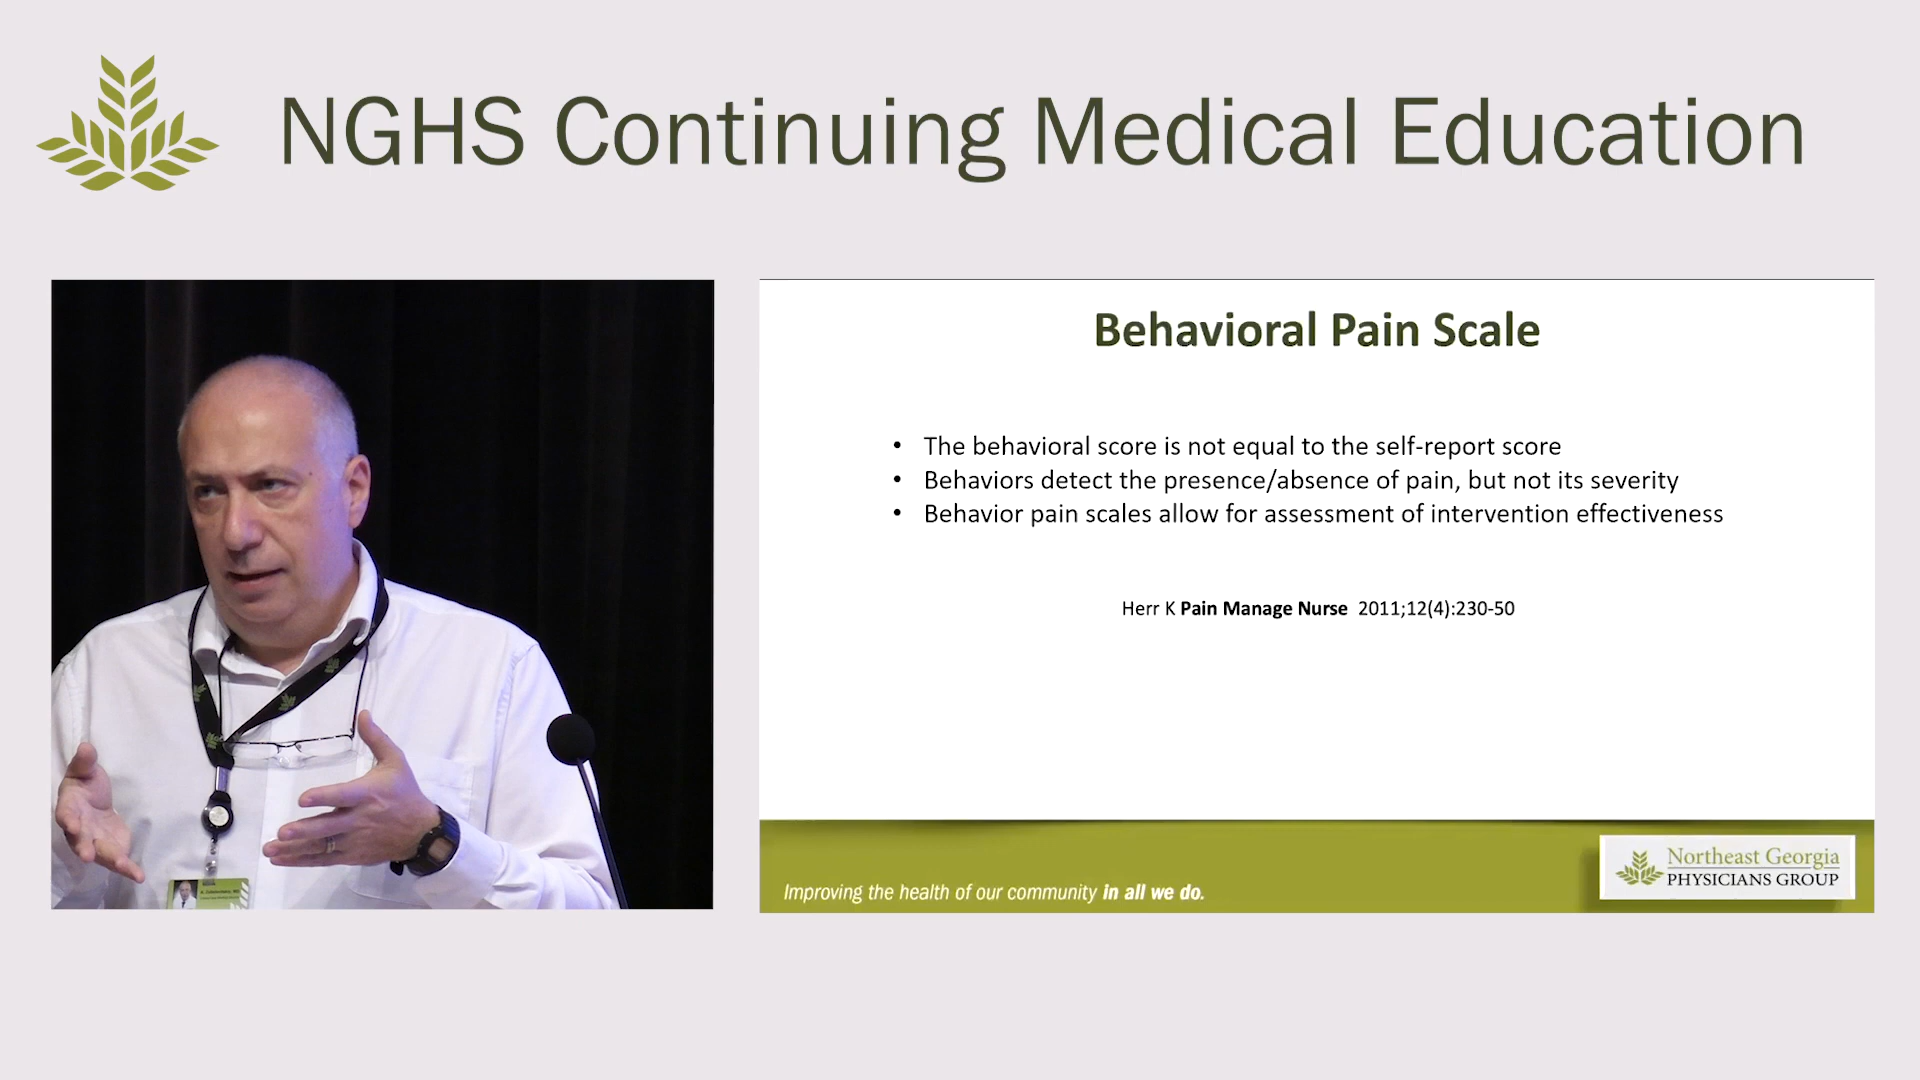 NGHS Continuing Medical Education
Behavioral Pain Scale
• The behavioral score is not equal to the self-report score
• Behaviors detect the presence/absence of pain, but not its severity
• Behavior pain scales allow for assessment of intervention effectiveness
Herr K Pain Manage Nurse 2011;12(4):230-50
Improving the health of our community in all we do.
Northeast Georgia
PHYSICIANS GROUP